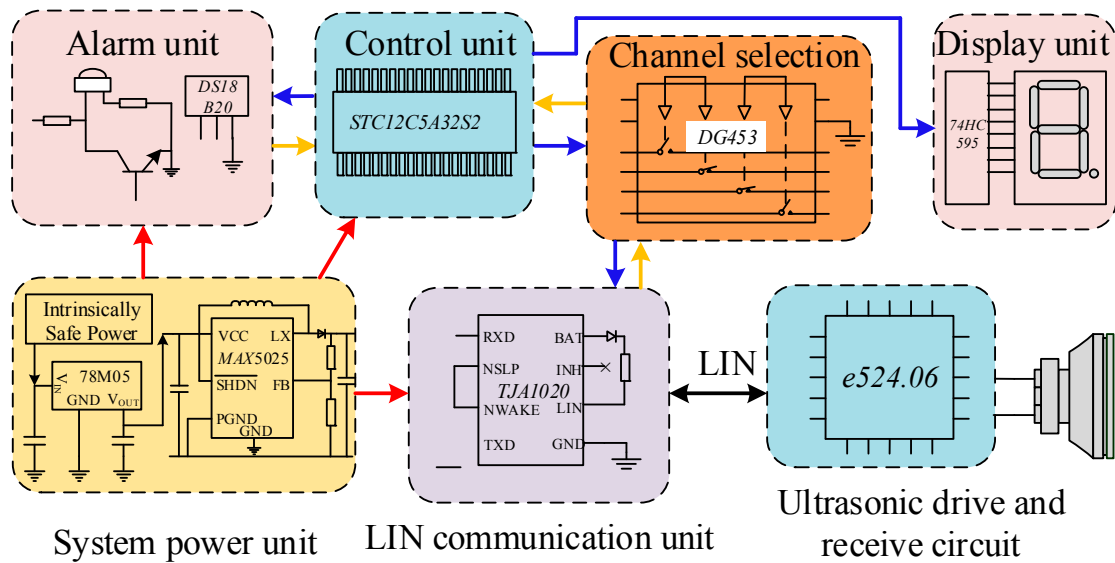 Alarm unit
DS18
B20
Control unit
STC12C5A32S2
Channel selection
DG453
Display unit
74HC
595
Intrinsically
Safe Power
78M05
VIN
GND VOUT
VCC LX
MAX5025
SHDN FB
PGND
GND
System power unit
RXD BAT
NSLP INH
TJA1020
NWAKE LIN
TXD GND
LIN communication unit
LIN
e524.06
Ultrasonic drive and
receive circuit